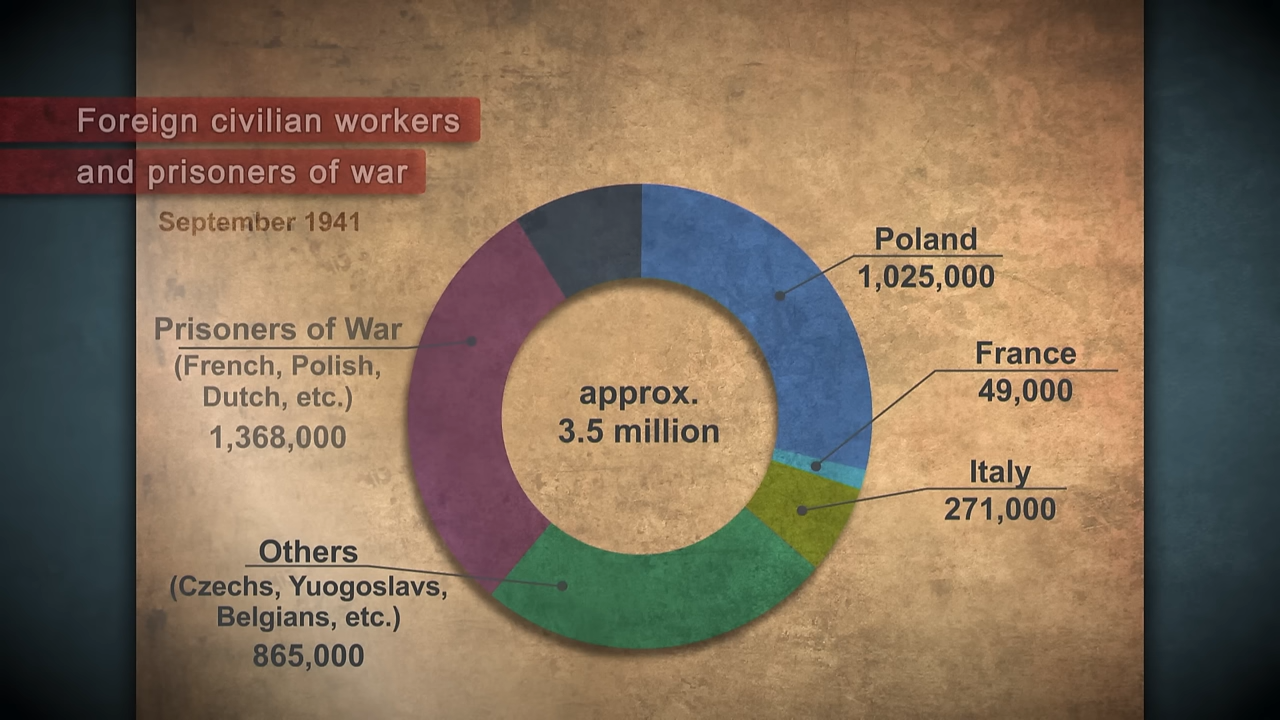 Foreign civilian workers
and prisoners of war
September 1941
Poland
1,025,000
France
49,000
Italy
271,000
Prisoners of War
(French, Polish,
Dutch, etc.)
1,368,000
approx.
3.5 million
Others
(Czechs, Yuogoslavs,
Belgians, etc.)
865,000